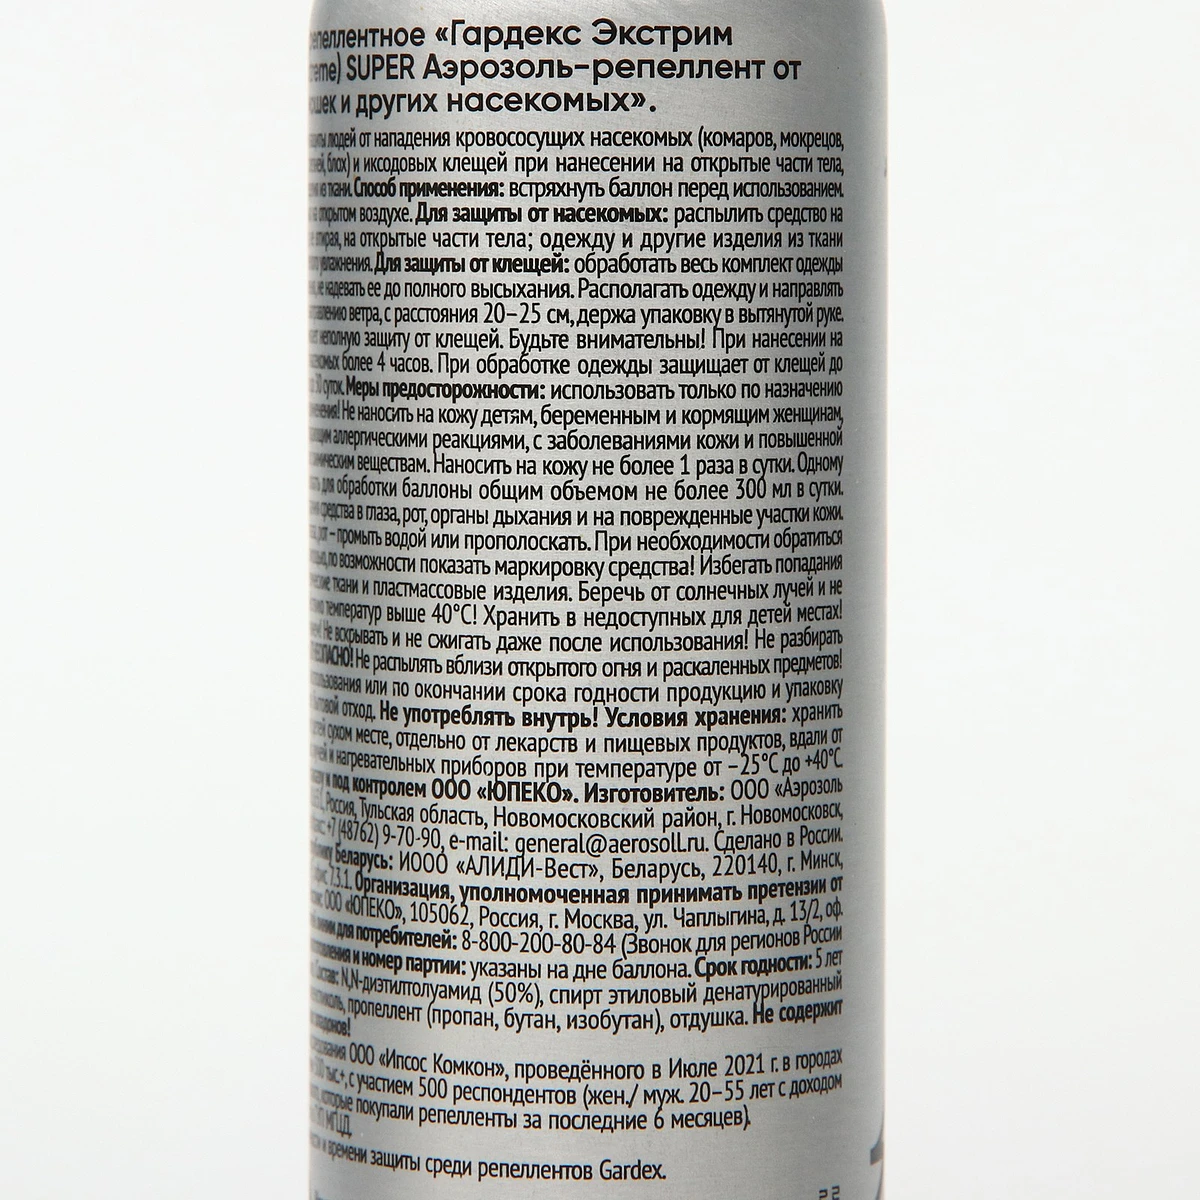 «Гардекс Экстрим
SUPER Аэрозоль-репеллент от
и других насекомых».
людей от нападения кровососущих насекомых (комаров, мокрецов,
блох) и иксодовых клещей при нанесении на открытые части тела,
из ткани. Способ применения: встряхнуть баллон перед использованием.
на открытом воздухе. Для защиты от насекомых: распылить средство на
на открытые части тела; одежду и другие изделия из ткани
увлажнения. Для защиты от клещей: обработать весь комплект одежды
не надевать ее до полного высыхания. Располагать одежду и направлять
ветра, с расстояния 20–25 см, держа упаковку в вытянутой руке.
неполную защиту от клещей. Будьте внимательны! При нанесении на
более 4 часов. При обработке одежды защищает от клещей до
суток. Меры предосторожности: использовать только по назначению
Не наносить на кожу детям, беременным и кормящим женщинам,
аллергическими реакциями, с заболеваниями кожи и повышенной
веществам. Наносить на кожу не более 1 раза в сутки. Одному
для обработки баллоны общим объемом не более 300 мл в сутки.
средства в глаза, рот, органы дыхания и на поврежденные участки кожи.
рот – промыть водой или прополоскать. При необходимости обратиться
по возможности показать маркировку средства! Избегать попадания
ткани и пластмассовые изделия. Беречь от солнечных лучей и не
температур выше 40°С! Хранить в недоступных для детей местах!
Не вскрывать и не сжигать даже после использования! Не разбирать
Не распылять вблизи открытого огня и раскаленных предметов!
или по окончании срока годности продукцию и упаковку
отход. Не употреблять внутрь! Условия хранения: хранить
сухом месте, отдельно от лекарств и пищевых продуктов, вдали от
и нагревательных приборов при температуре от –25°С до +40°С.
и под контролем ООО «ЮПЕКО». Изготовитель: ООО «Аэрозоль
Россия, Тульская область, Новомосковский район, г. Новомосковск,
+7 (48762) 9-70-90, e-mail: general@aerosoll.ru. Сделано в России.
Беларусь: ИООО «АЛИДИ-Вест», Беларусь, 220140, г. Минск,
7.3.1. Организация, уполномоченная принимать претензии от
ООО «ЮПЕКО», 105062, Россия, г. Москва, ул. Чаплыгина, д. 13/2, оф.
для потребителей: 8-800-200-80-84 (Звонок для регионов России
и номер партии: указаны на дне баллона. Срок годности: 5 лет
Состав: N,N-диэтилтолуамид (50%), спирт этиловый денатурированный
пропеллент (пропан, бутан, изобутан), отдушка. Не содержит
ООО «Ипсос Комкон», проведённого в Июле 2021 г. в городах
тыс.+, с участием 500 респондентов (жен./ муж. 20–55 лет с доходом
которые покупали репелленты за последние 6 месяцев).
и времени защиты среди репеллентов Gardex.